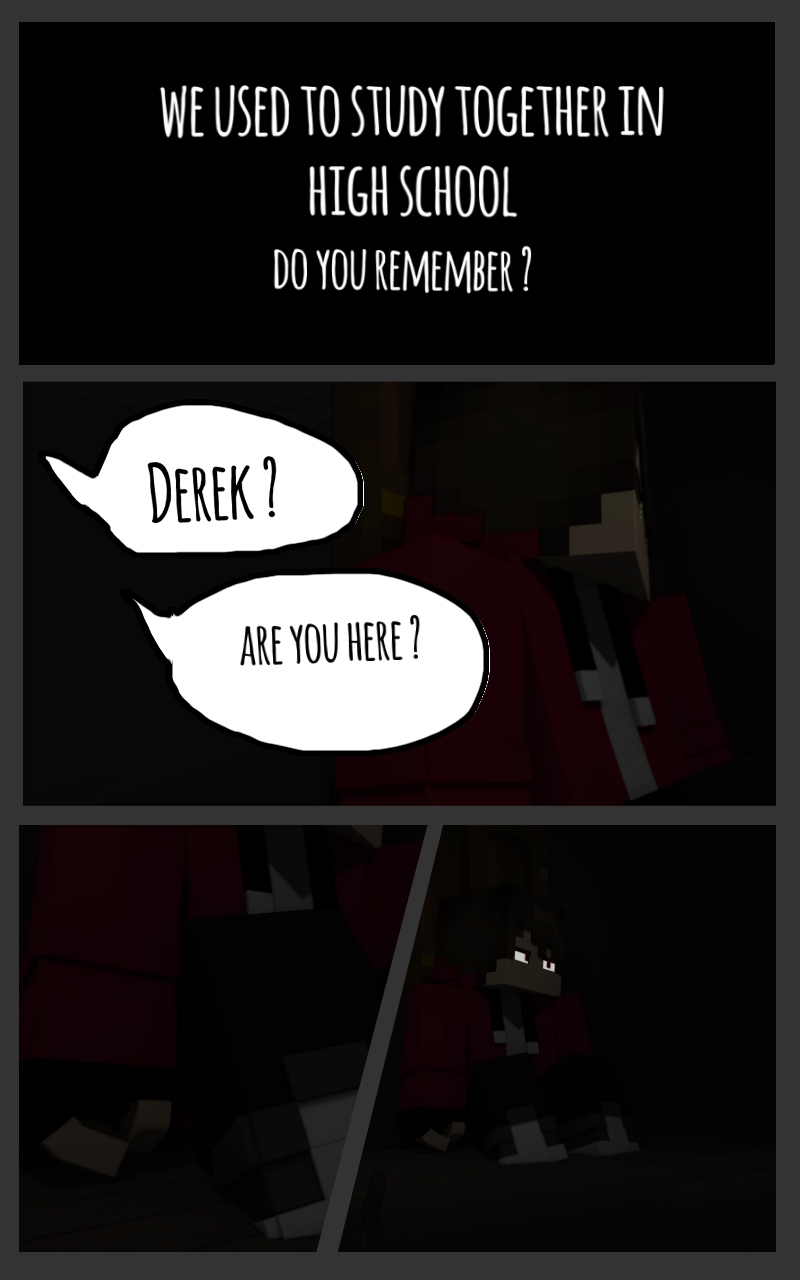 WE USED TO STUDY TOGETHER IN
HIGH SCHOOL
DO YOU REMEMBER ?
DEREK ?
ARE YOU HERE ?